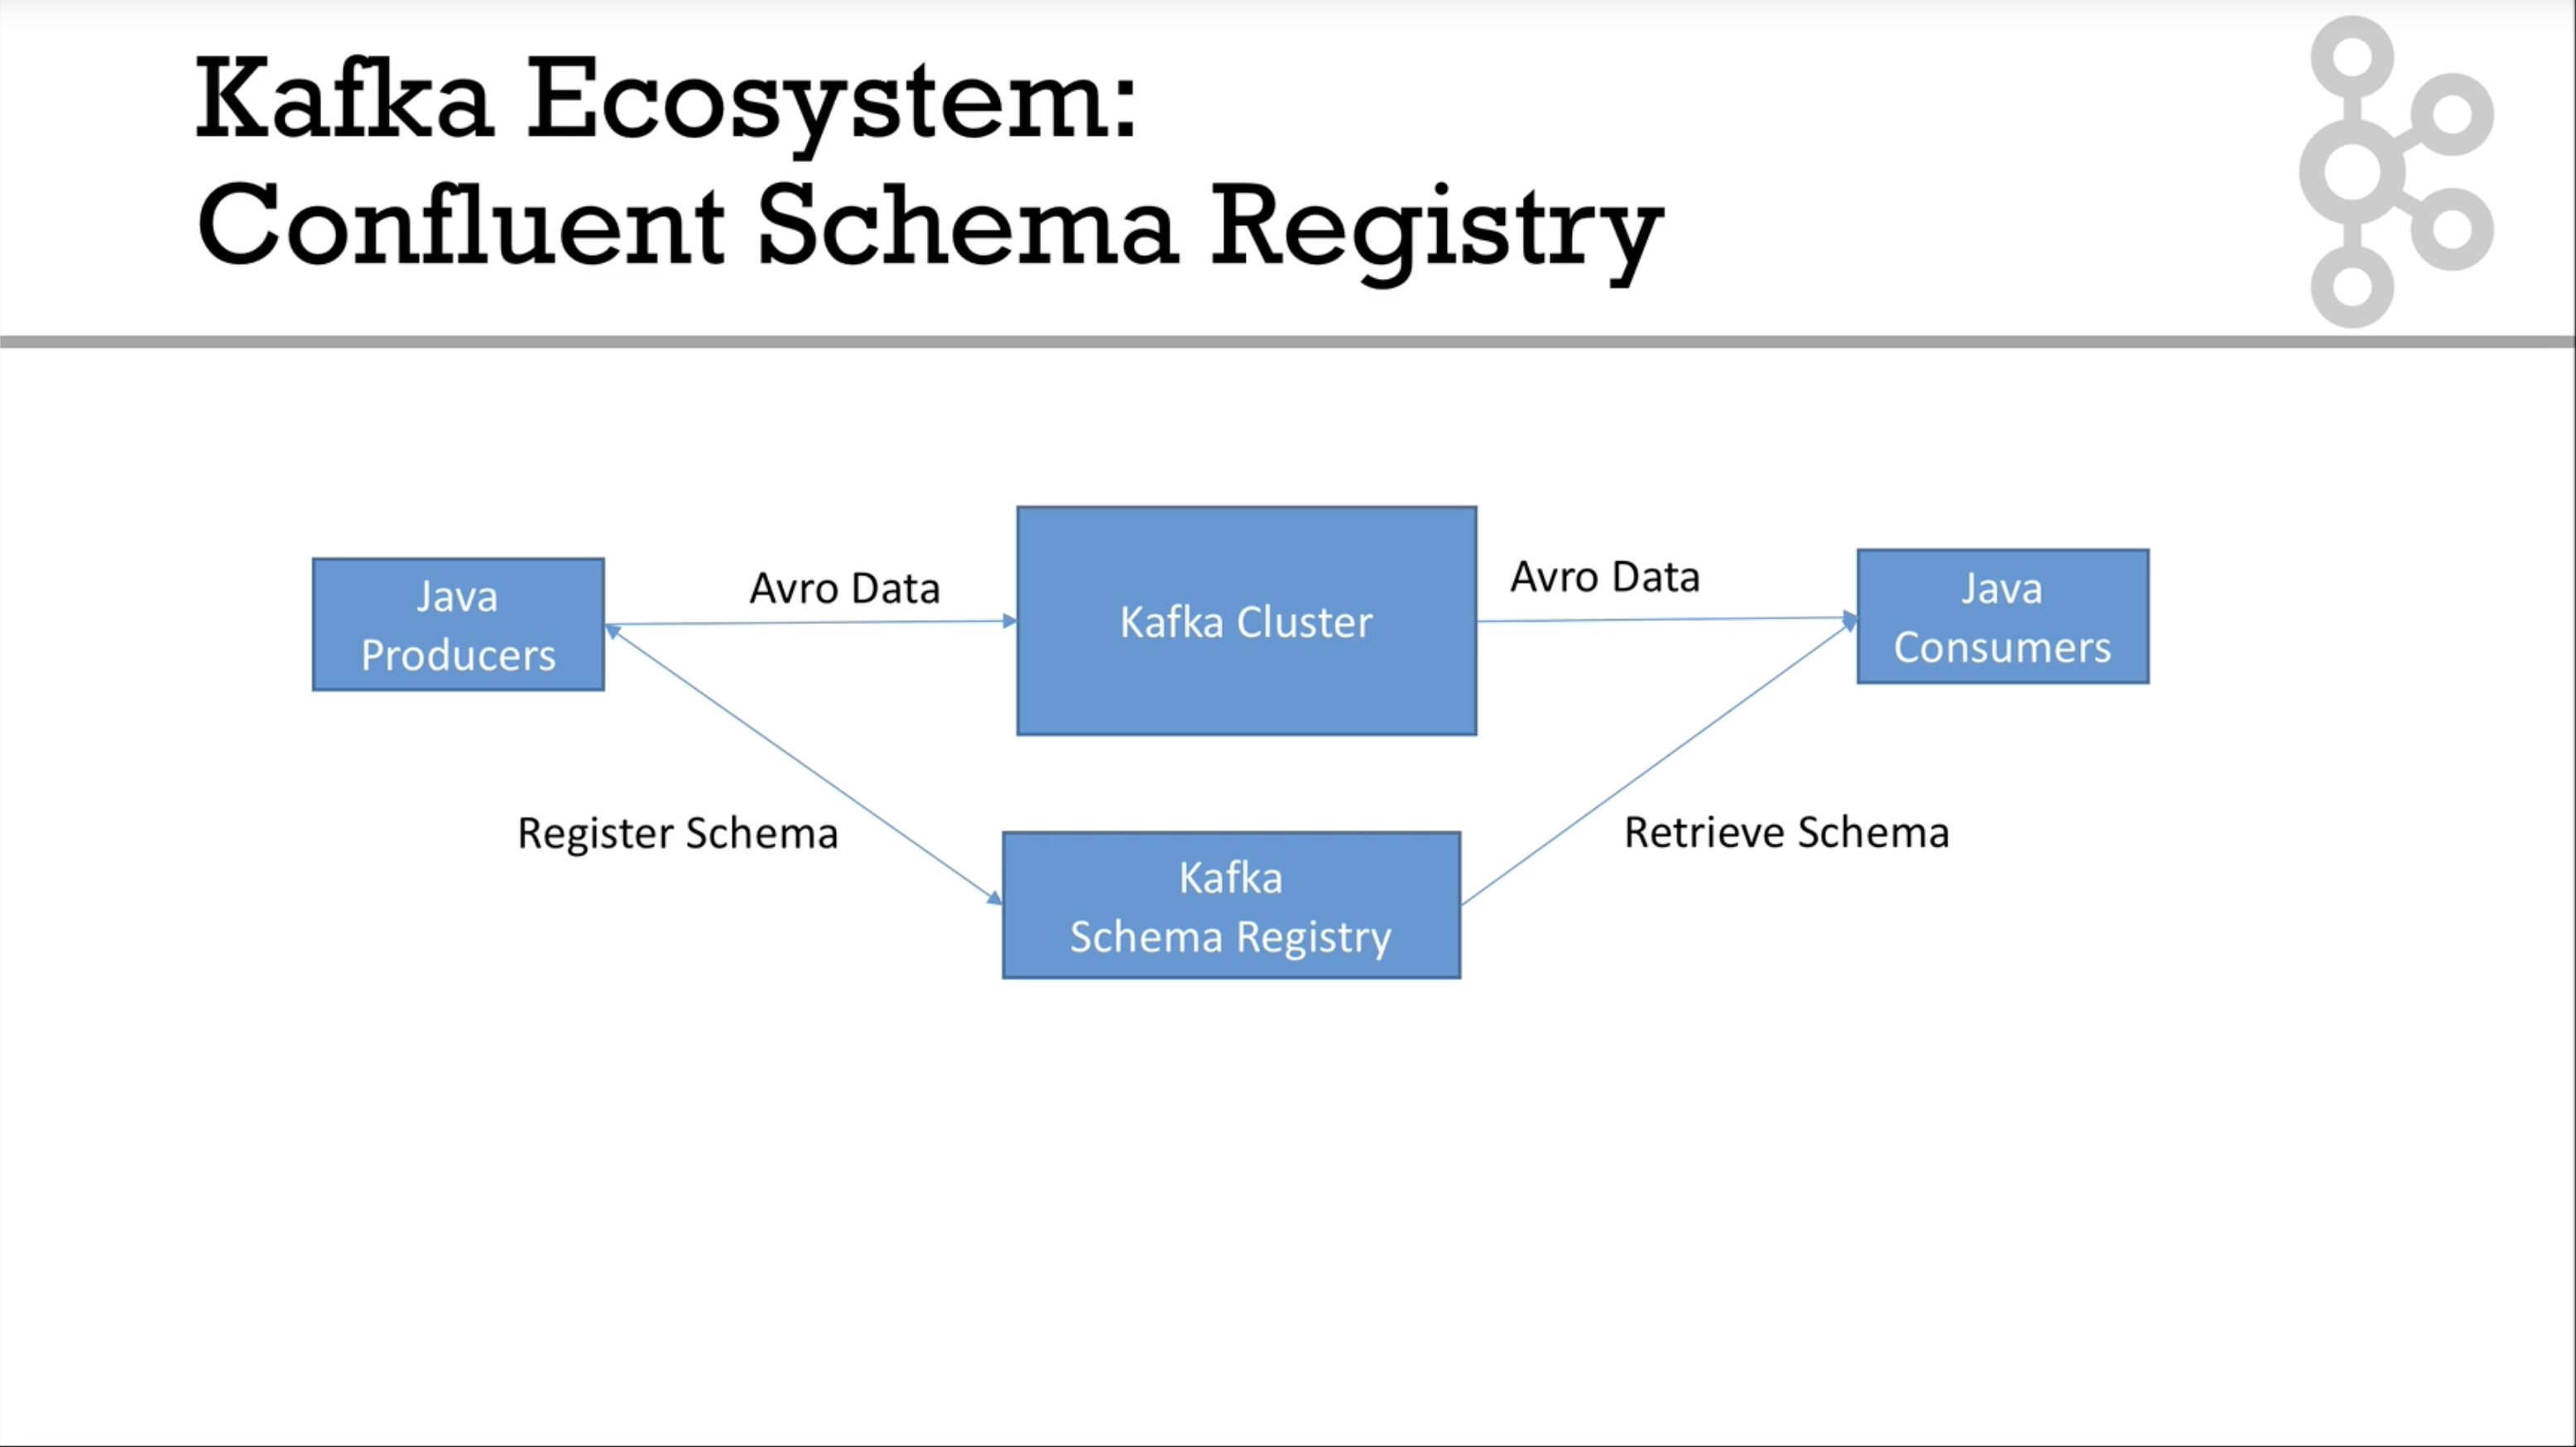 Kafka Ecosystem:
Confluent Schema Registry
Java
Producers
Avro Data
Kafka Cluster
Avro Data
Java
Consumers
Register Schema
Kafka
Schema Registry
Retrieve Schema